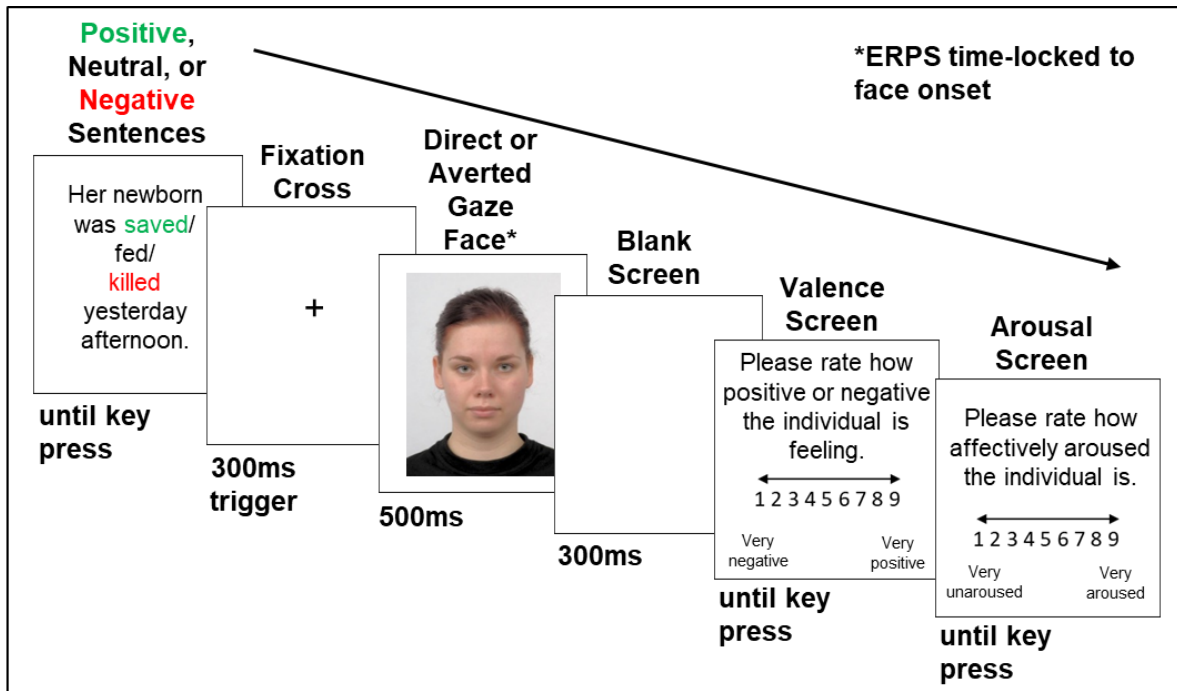 Positive,
Neutral, or
Negative
Sentences
Her newborn
was saved/
fed/
killed
yesterday
afternoon.
until key
press
Fixation
Cross
+
300ms
trigger
Direct or
Averted
Gaze
Face*
500ms
Blank
Screen
300ms
*ERPS time-locked to
face onset
Valence
Screen
Please rate how
positive or negative
the individual is
feeling.
1 2 3 4 5 6 7 8 9
Very
negative
Very
positive
until key
press
Arousal
Screen
Please rate how
affectively aroused
the individual is.
1 2 3 4 5 6 7 8 9
Very
unaroused
Very
aroused
until key
press